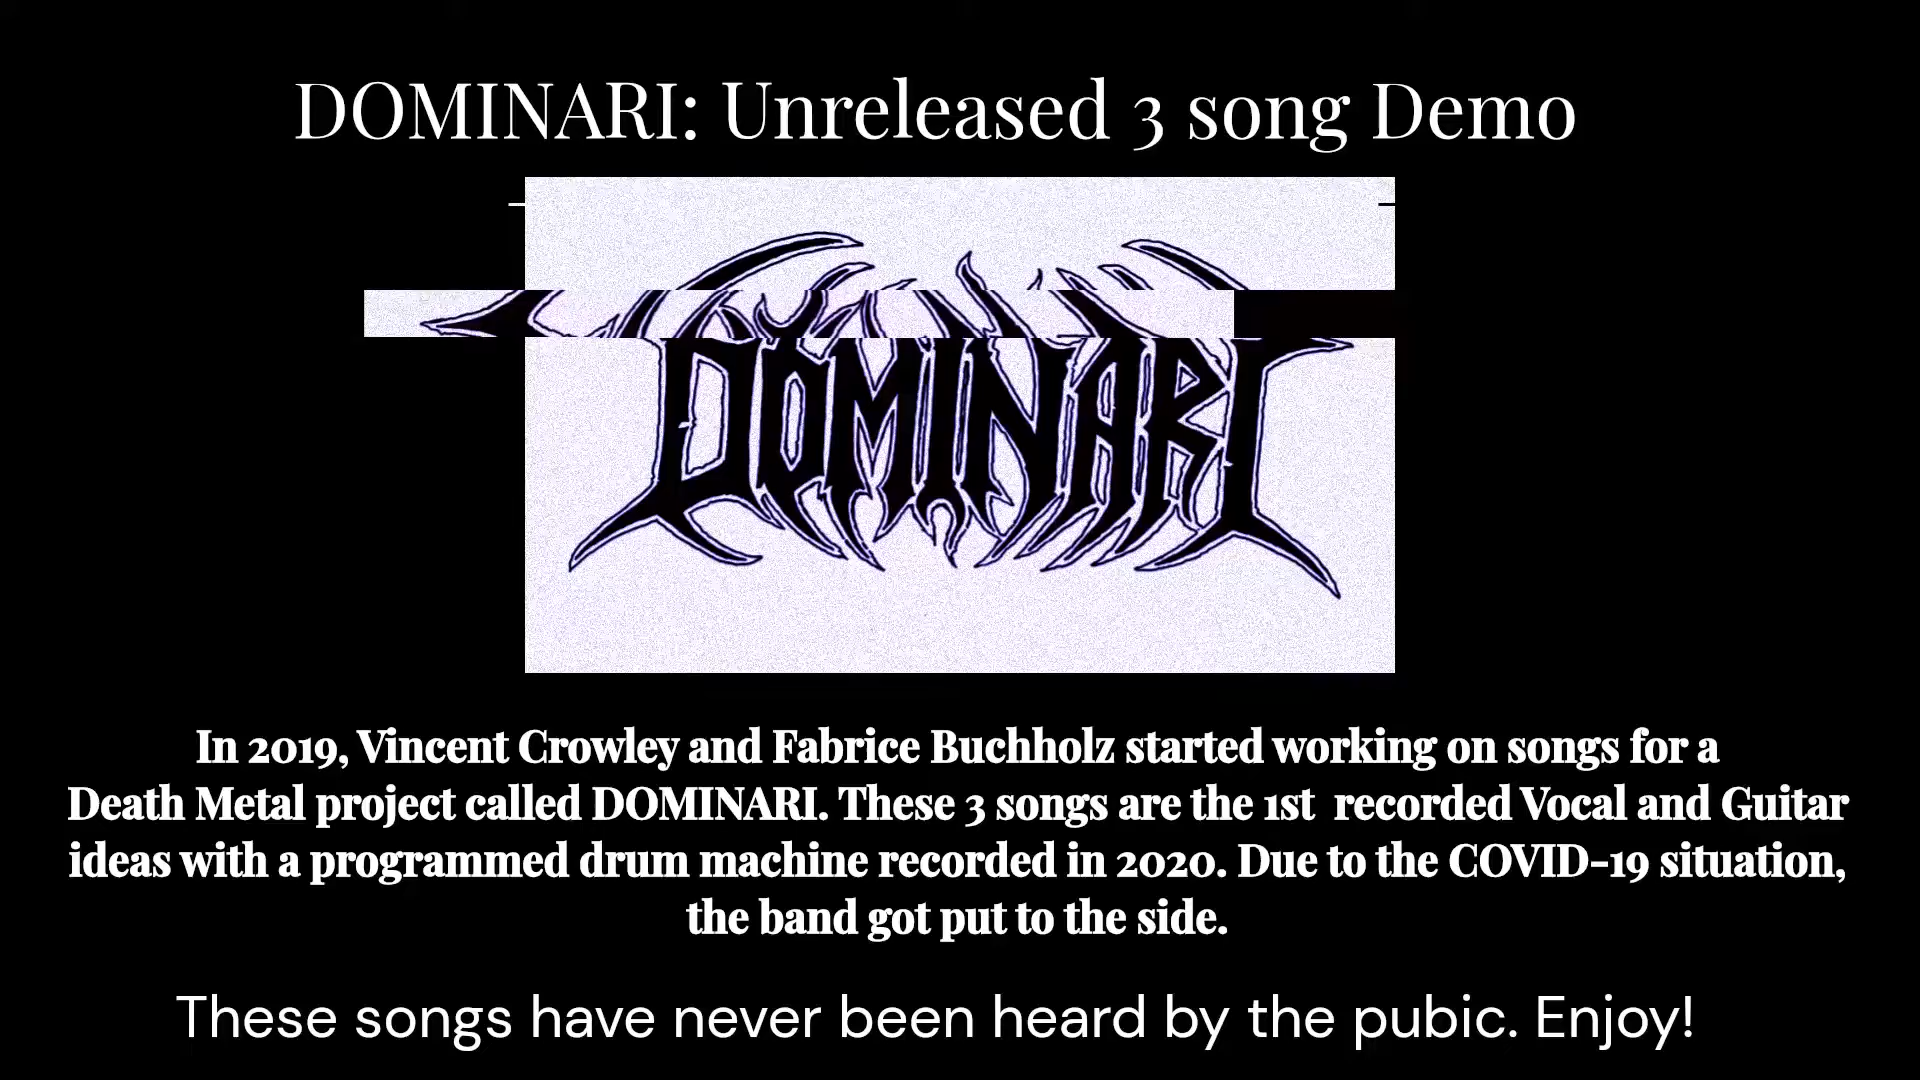 DOMINARI: Unreleased 3 song Demo
DOMINARI
In 2019, Vincent Crowley and Fabrice Buchholz started working on songs for a
Death Metal project called DOMINARI. These 3 songs are the 1st recorded Vocal and Guitar
ideas with a programmed drum machine recorded in 2020. Due to the COVID-19 situation,
the band got put to the side.
These songs have never been heard by the pubic. Enjoy!